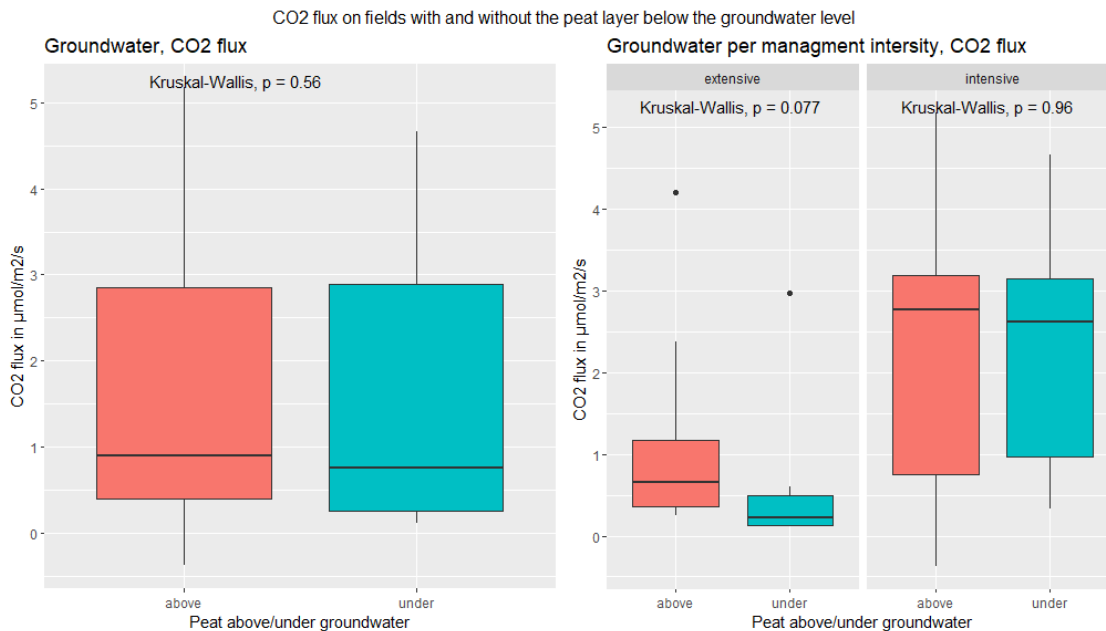 CO2 flux on fields with and without the peat layer below the groundwater level
Groundwater, CO2 flux
Kruskal-Wallis, p = 0.56
5
4
3
2
1
0
CO2 flux in μmol/m2/s
above
under
Peat above/under groundwater
Groundwater per managment intersity, CO2 flux
extensive
intensive
Kruskal-Wallis, p = 0.077
Kruskal-Wallis, p = 0.96
5
4
3
2
1
0
CO2 flux in μmol/m2/s
above
under
above
under
Peat above/under groundwater